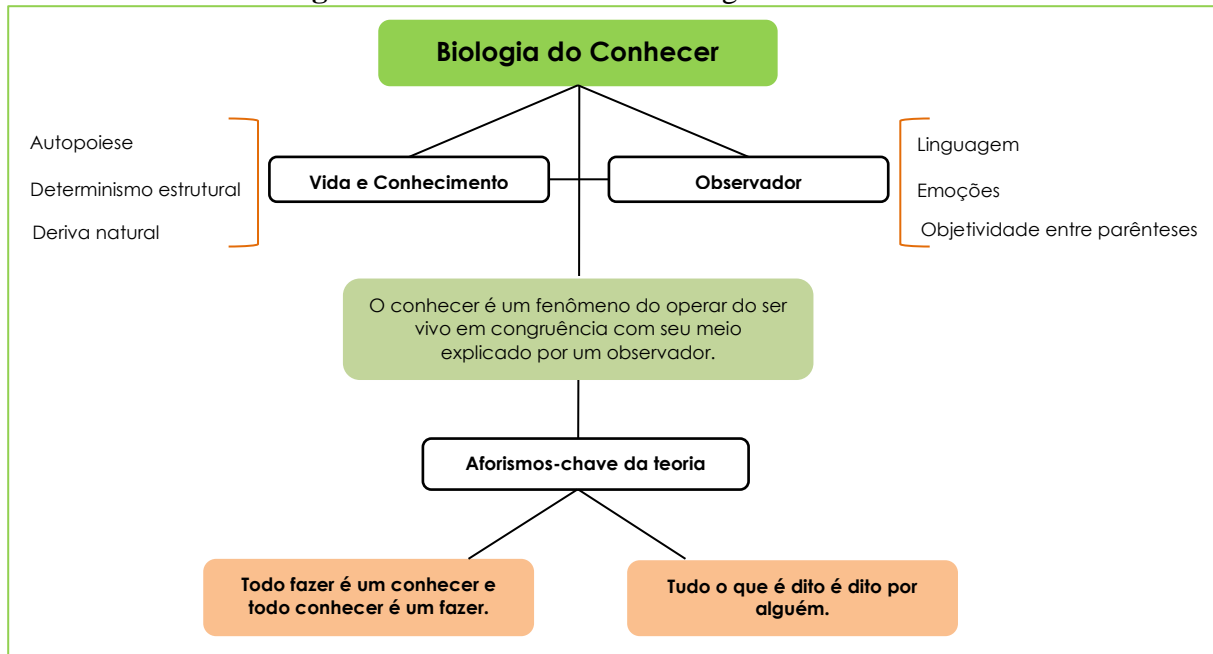 Biologia do Conhecer
Autopoiese
Determinismo estrutural
Deriva natural
Vida e Conhecimento
Observador
Linguagem
Emoções
Objetividade entre parênteses
O conhecer é um fenômeno do operar do ser
vivo em congruência com seu meio
explicado por um observador.
Aforismos-chave da teoria
Todo fazer é um conhecer e
todo conhecer é um fazer.
Tudo o que é dito é dito por
alguém.